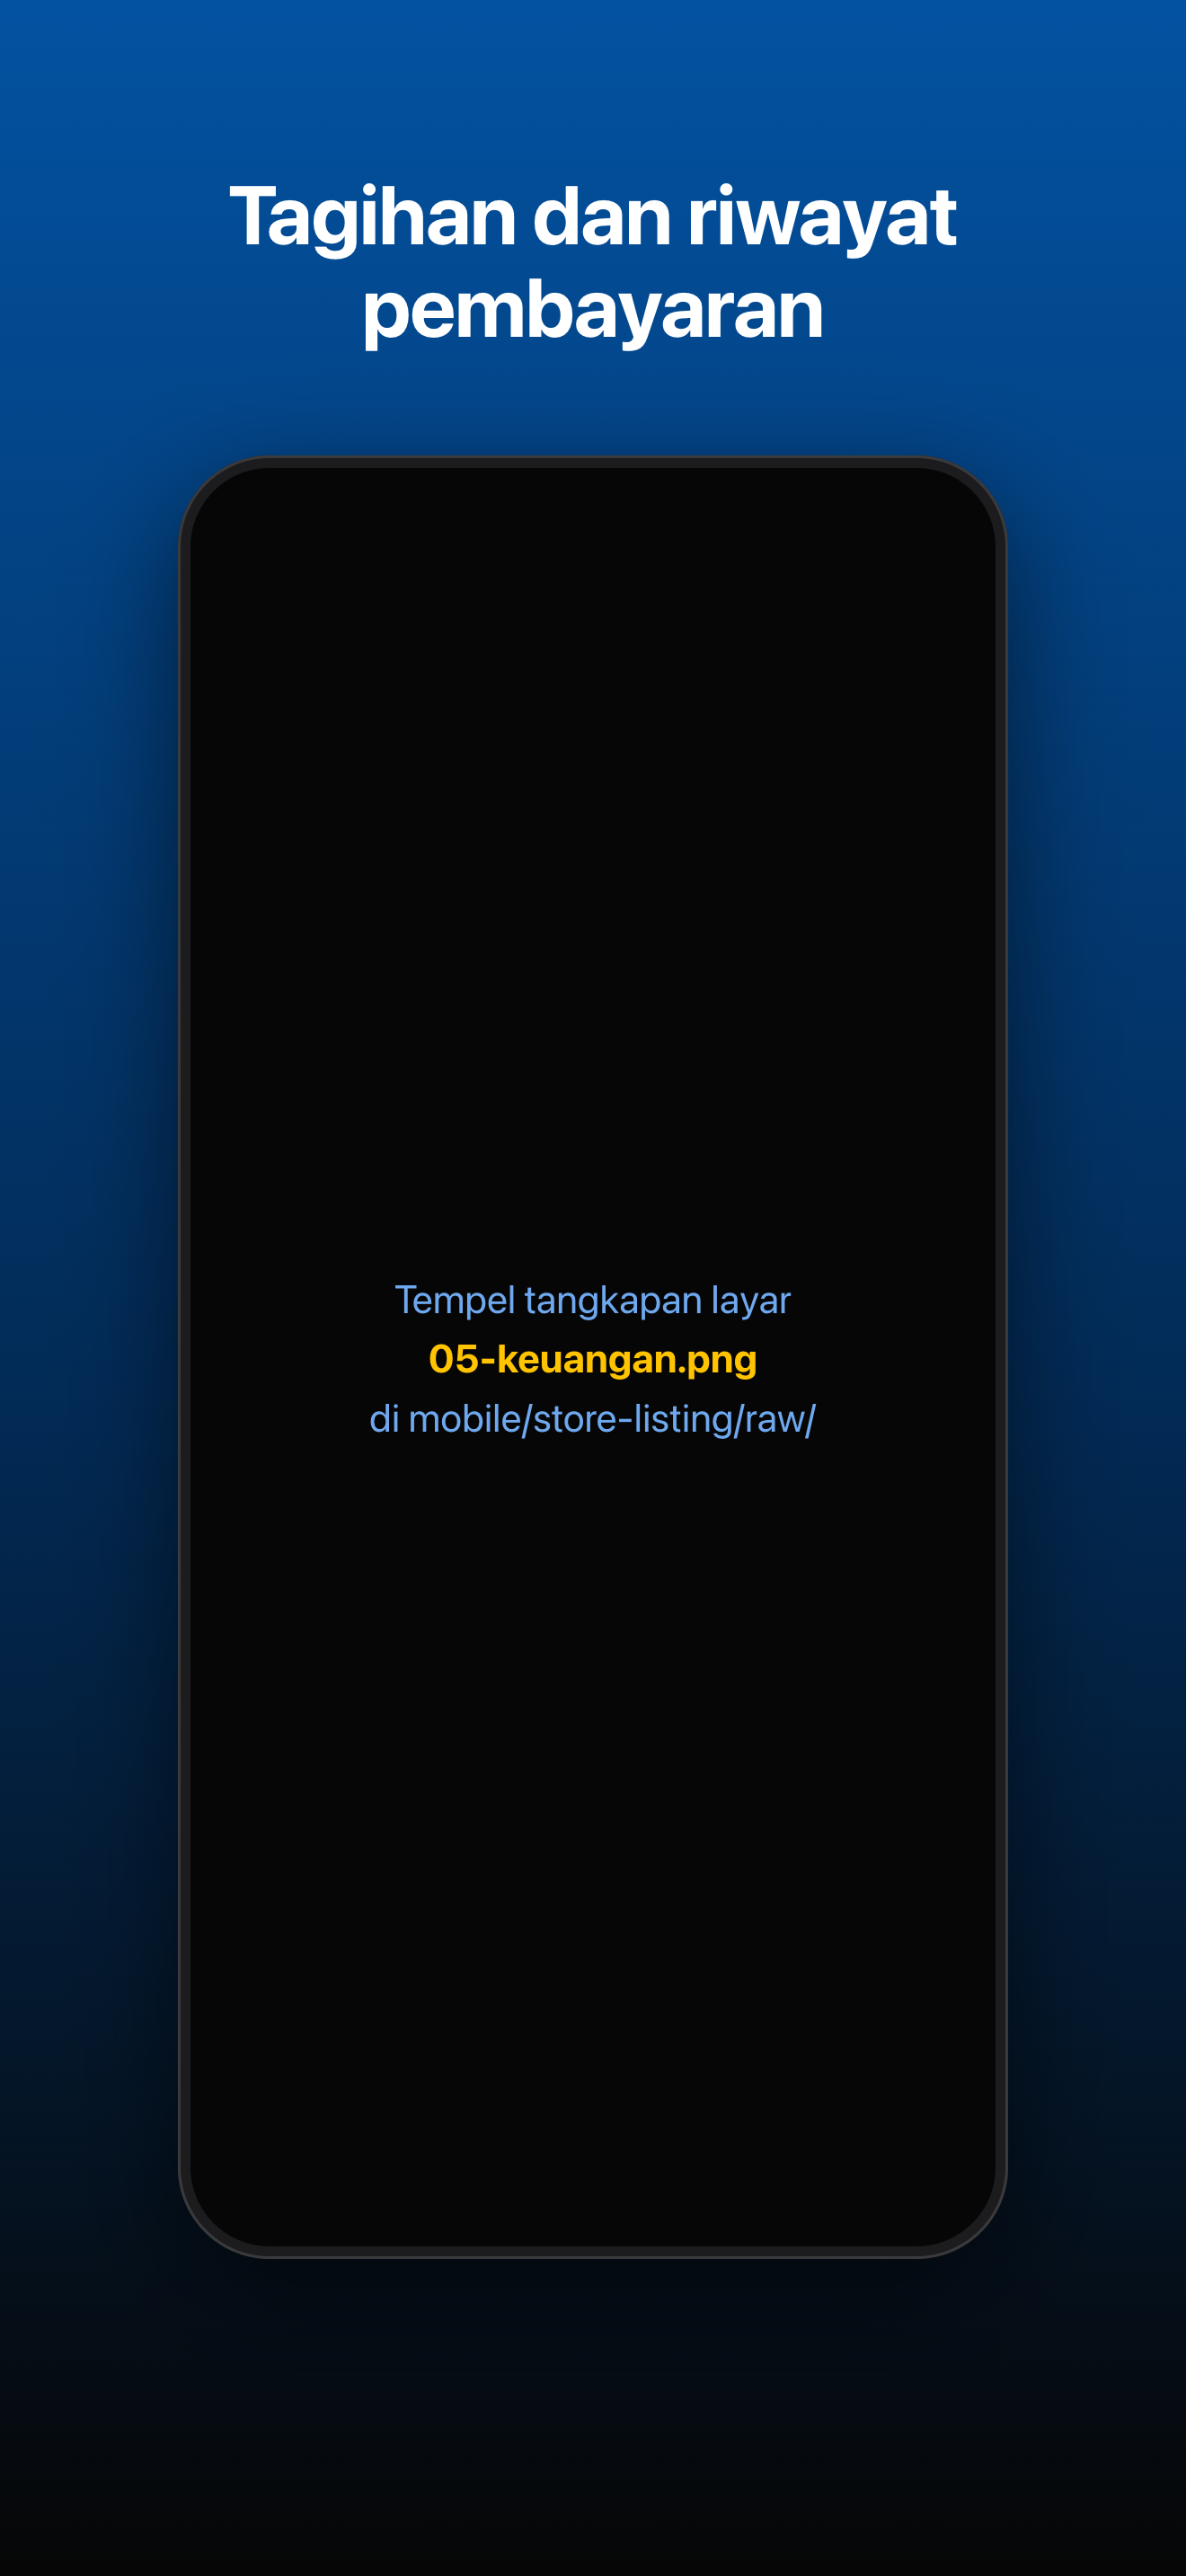 Tagihan dan riwayat
pembayaran
Tempel tangkapan layar
05-keuangan.png
di mobile/store-listing/raw/